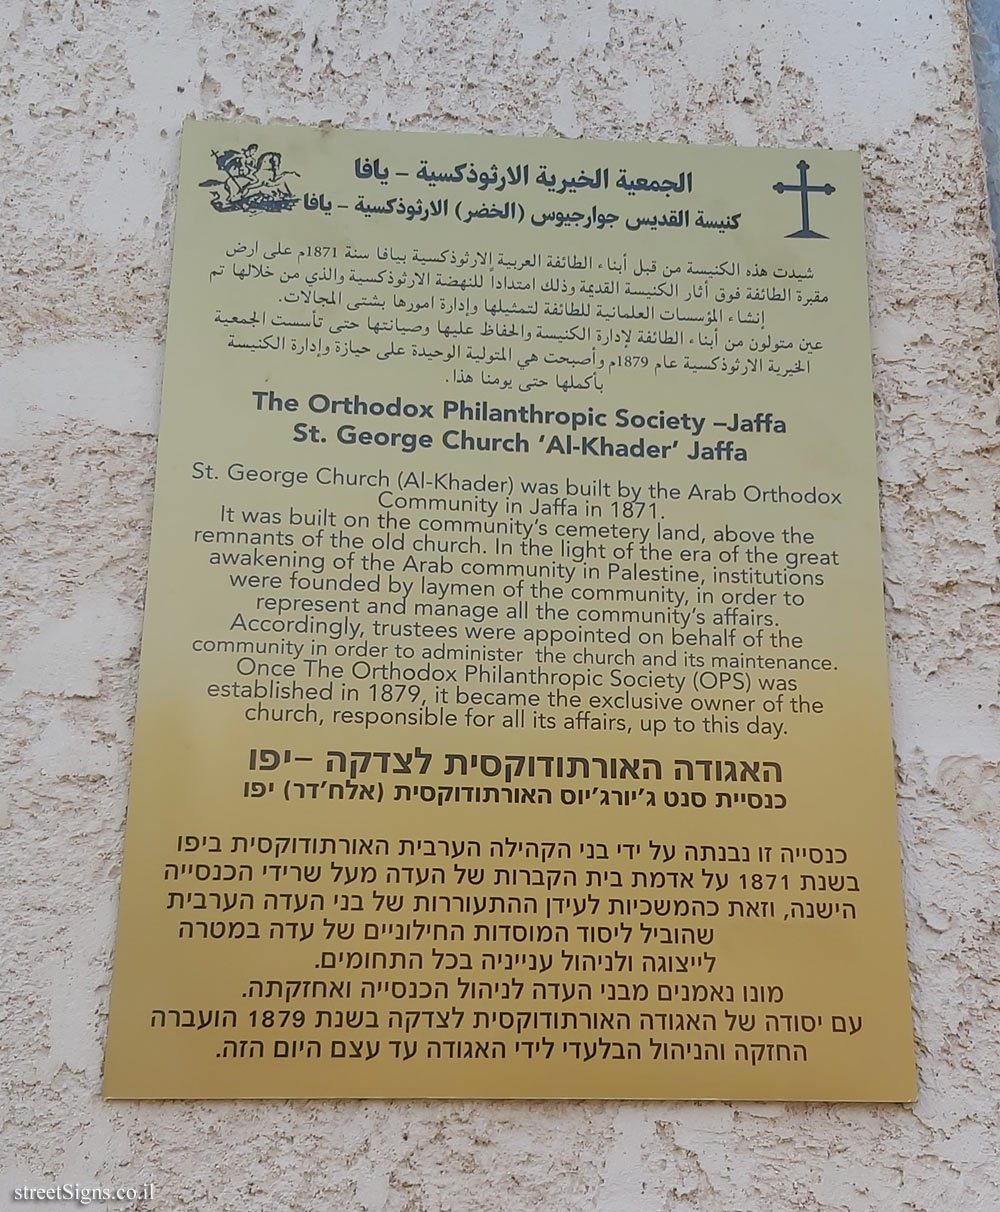 الجمعية الخيرية الارثوذكسية – يافا
كنيسة القديس جوارجيوس (الخضر) الارثوذكسية – يافا
شيدت هذه الكنيسة من قبل أبناء الطائفة العربية الارثوذكسية بيافا سنة 1871م على ارض
مقبرة الطائفة فوق أثار الكنيسة القديمة وذلك امتداداً للنهضة الارثوذكسية والذي من خلالها تم
إنشاء المؤسسات العلمانية للطائفة لتمثيلها وإدارة امورها بشتى المجالات.
عين متولون من أبناء الطائفة لإدارة الكنيسة والحفاظ عليها وصيانتها حتى تأسست الجمعية
الخيرية الارثوذكسية عام 1879م وأصبحت هي المتولية الوحيدة على حيازة وإدارة الكنيسة
بأكملها حتى يومنا هذا.
The Orthodox Philanthropic Society –Jaffa
St. George Church ‘Al-Khader’ Jaffa
St. George Church (Al-Khader) was built by the Arab Orthodox
Community in Jaffa in 1871.
It was built on the community’s cemetery land, above the
remnants of the old church. In the light of the era of the great
awakening of the Arab community in Palestine, institutions
were founded by laymen of the community, in order to
represent and manage all the community’s affairs.
Accordingly, trustees were appointed on behalf of the
community in order to administer the church and its maintenance.
Once The Orthodox Philanthropic Society (OPS) was
established in 1879, it became the exclusive owner of the
church, responsible for all its affairs, up to this day.
האגודה האורתודוקסית לצדקה –יפו
כנסיית סנט ג'יורג'יוס האורתודוקסית (אלח'דר) יפו
כנסייה זו נבנתה על ידי בני הקהילה הערבית האורתודוקסית ביפו
בשנת 1871 על אדמת בית הקברות של העדה מעל שרידי הכנסייה
הישנה, וזאת כהמשכיות לעידן ההתעוררות של בני העדה הערבית
שהוביל ליסוד המוסדות החילוניים של עדה במטרה
לייצוגה ולניהול ענייניה בכל התחומים.
מונו נאמנים מבני העדה לניהול הכנסייה ואחזקתה.
עם יסודה של האגודה האורתודוקסית לצדקה בשנת 1879 הועברה
החזקה והניהול הבלעדי לידי האגודה עד עצם היום הזה.
streetSigns.co.il